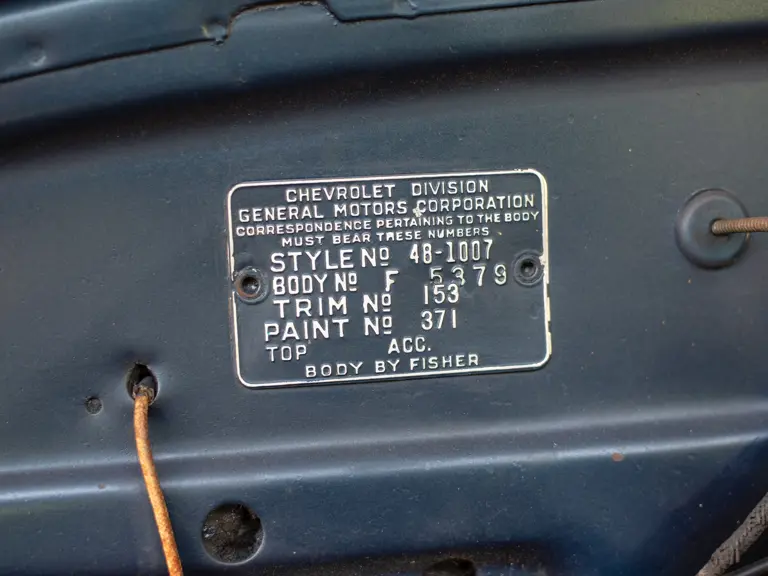 CHEVROLET DIVISION
GENERAL MOTORS CORPORATION
CORRESPONDENCE PERTAINING TO THE BODY
MUST BEAR THESE NUMBERS
STYLE Nº 48-1007
BODY Nº F 5379
TRIM Nº 153
PAINT Nº 371
TOP ACC.
BODY BY FISHER